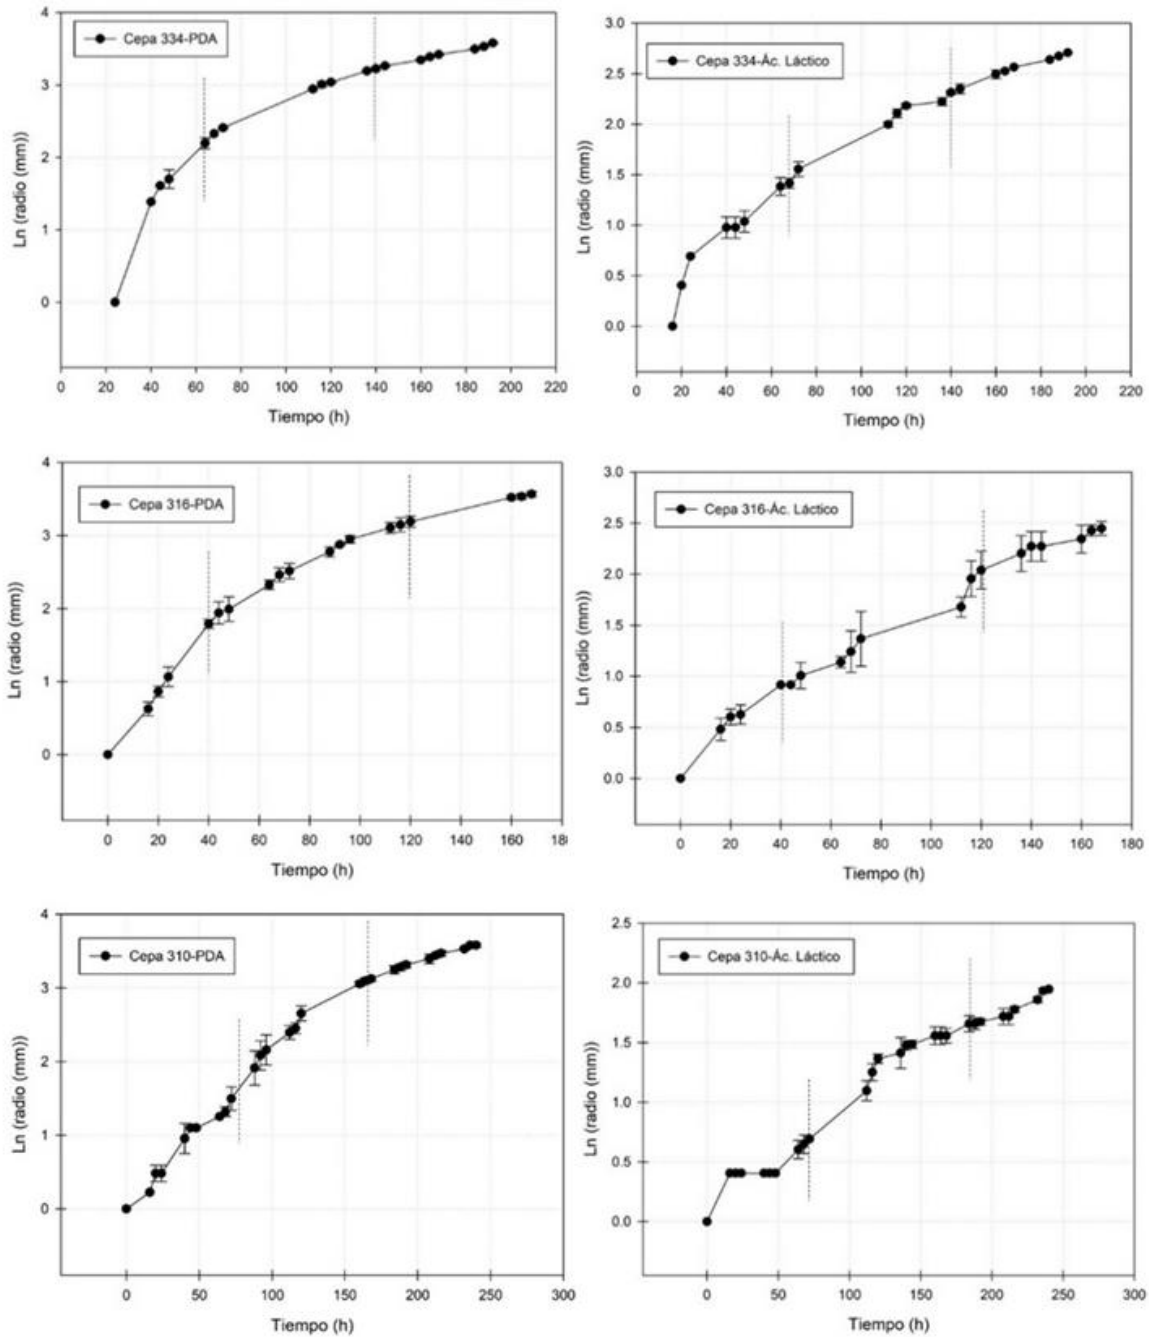 Cepa 334-PDA
Ln (radio (mm))
4
3
2
1
0
0 20 40 60 80 100 120 140 160 180 200 220
Tiempo (h)
Cepa 334-Ác. Láctico
Ln (radio (mm))
3.0
2.5
2.0
1.5
1.0
0.5
0.0
0 20 40 60 80 100 120 140 160 180 200 220
Tiempo (h)
Cepa 316-PDA
Ln (radio (mm))
4
3
2
1
0
0 20 40 60 80 100 120 140 160 18
Tiempo (h)
Cepa 316-Ác. Láctico
Ln (radio (mm))
3.0
2.5
2.0
1.5
1.0
0.5
0.0
0 20 40 60 80 100 120 140 160 180
Tiempo (h)
Cepa 310-PDA
Ln (radio (mm))
4
3
2
1
0
0 50 100 150 200 250 300
Tiempo (h)
Cepa 310-Ác. Láctico
Ln (radio (mm))
2.5
2.0
1.5
1.0
0.5
0.0
0 50 100 150 200 250 300
Tiempo (h)